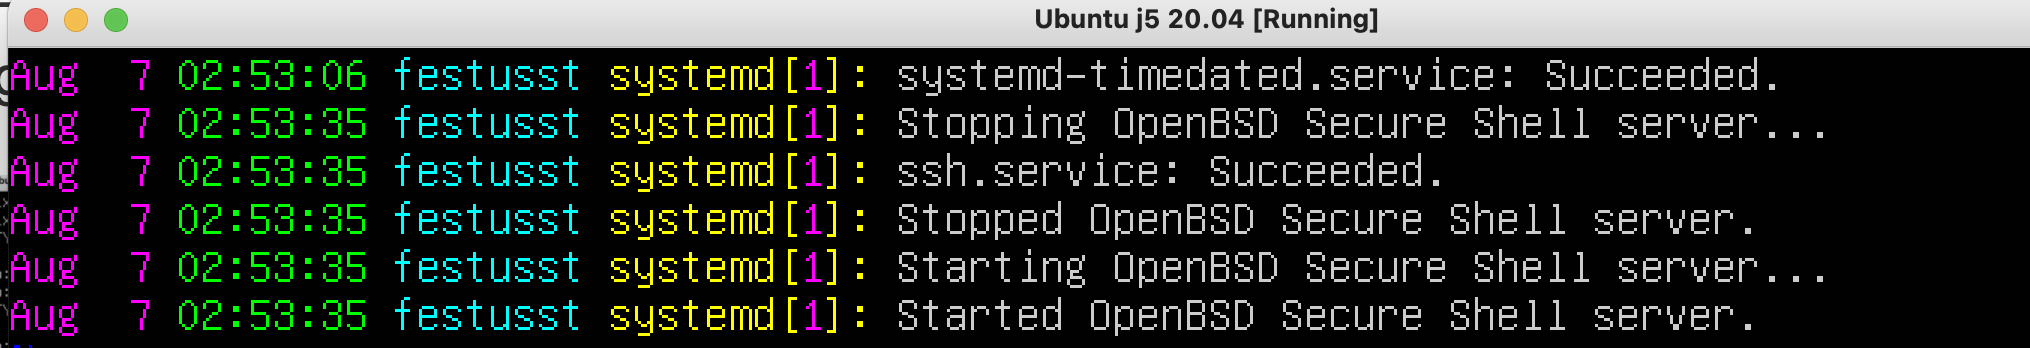 Ubuntu j5 20.04 [Running]
Aug  7 02:53:06 festusst systemd[1]: systemd-timedated.service: Succeeded.
Aug  7 02:53:35 festusst systemd[1]: Stopping OpenBSD Secure Shell server...
Aug  7 02:53:35 festusst systemd[1]: ssh.service: Succeeded.
Aug  7 02:53:35 festusst systemd[1]: Stopped OpenBSD Secure Shell server.
Aug  7 02:53:35 festusst systemd[1]: Starting OpenBSD Secure Shell server...
Aug  7 02:53:35 festusst systemd[1]: Started OpenBSD Secure Shell server.